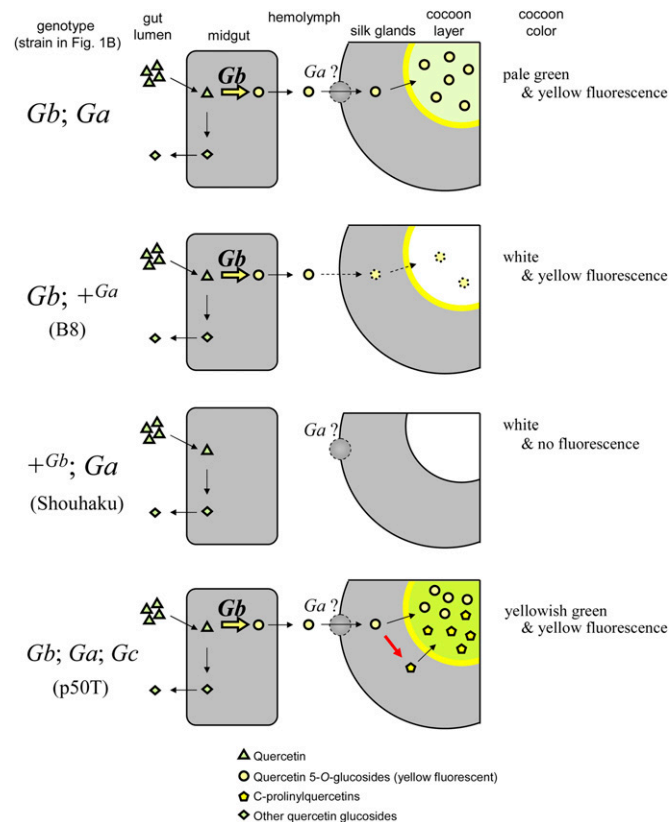 genotype
(strain in Fig. 1B)
gut
lumen
midgut
hemolymph
silk glands
cocoon
layer
cocoon
color
Gb; Ga
Gb
Ga ?
pale green
& yellow fluorescence
Gb; +Ga
(B8)
Gb
white
& yellow fluorescence
+Gb; Ga
(Shouhaku)
Ga ?
white
& no fluorescence
Gb; Ga; Gc
(p50T)
Gb
Ga ?
yellowish green
& yellow fluorescence
Quercetin
Quercetin 5-O-glucosides (yellow fluorescent)
C-prolinylquercetins
Other quercetin glucosides